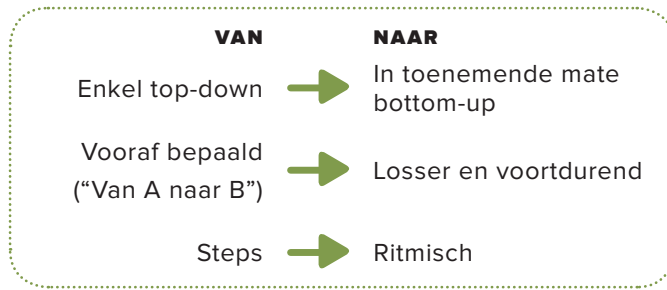 VAN NAAR
Enkel top-down In toenemende mate
bottom-up
Vooraf bepaald
(“Van A naar B”) Losser en voortdurend
Steps Ritmisch